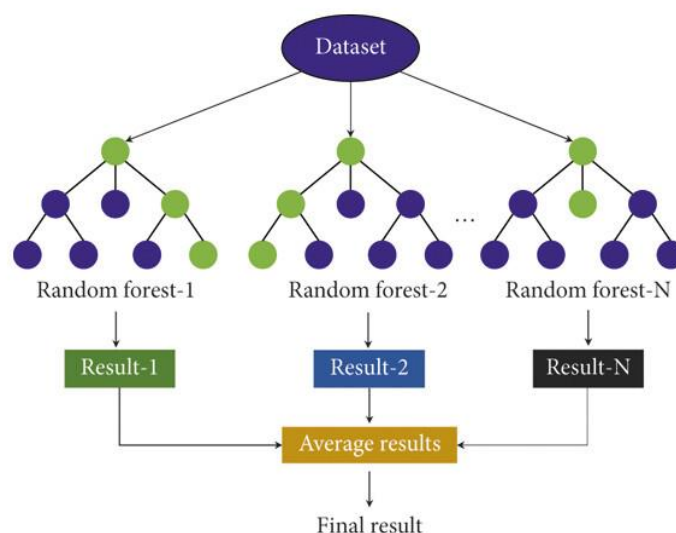 Dataset
...
Random forest-1
Random forest-2
Random forest-N
Result-1
Result-2
Result-N
Average results
Final result